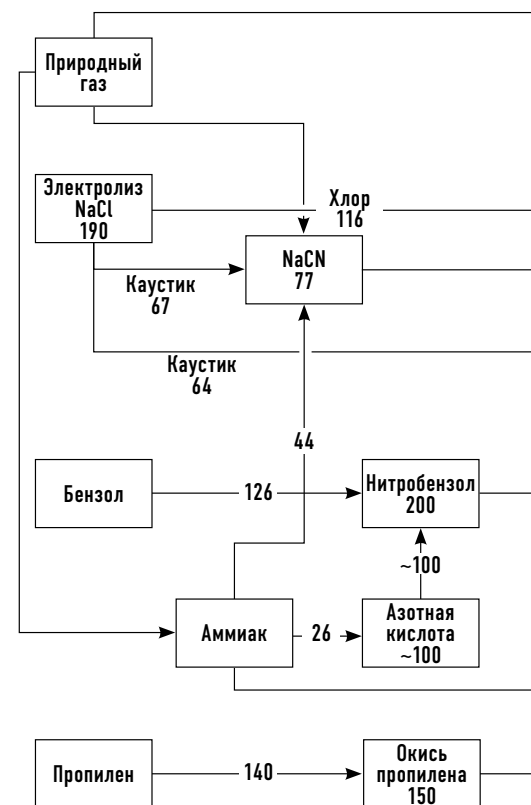 Природный
газ
Электролиз
NaCl
190
Хлор
116
NaCN
77
Каустик
67
Каустик
64
44
Бензол
126
Нитробензол
200
~100
Аммиак
26
Азотная
кислота
~100
Пропилен
140
Окись
пропилена
150